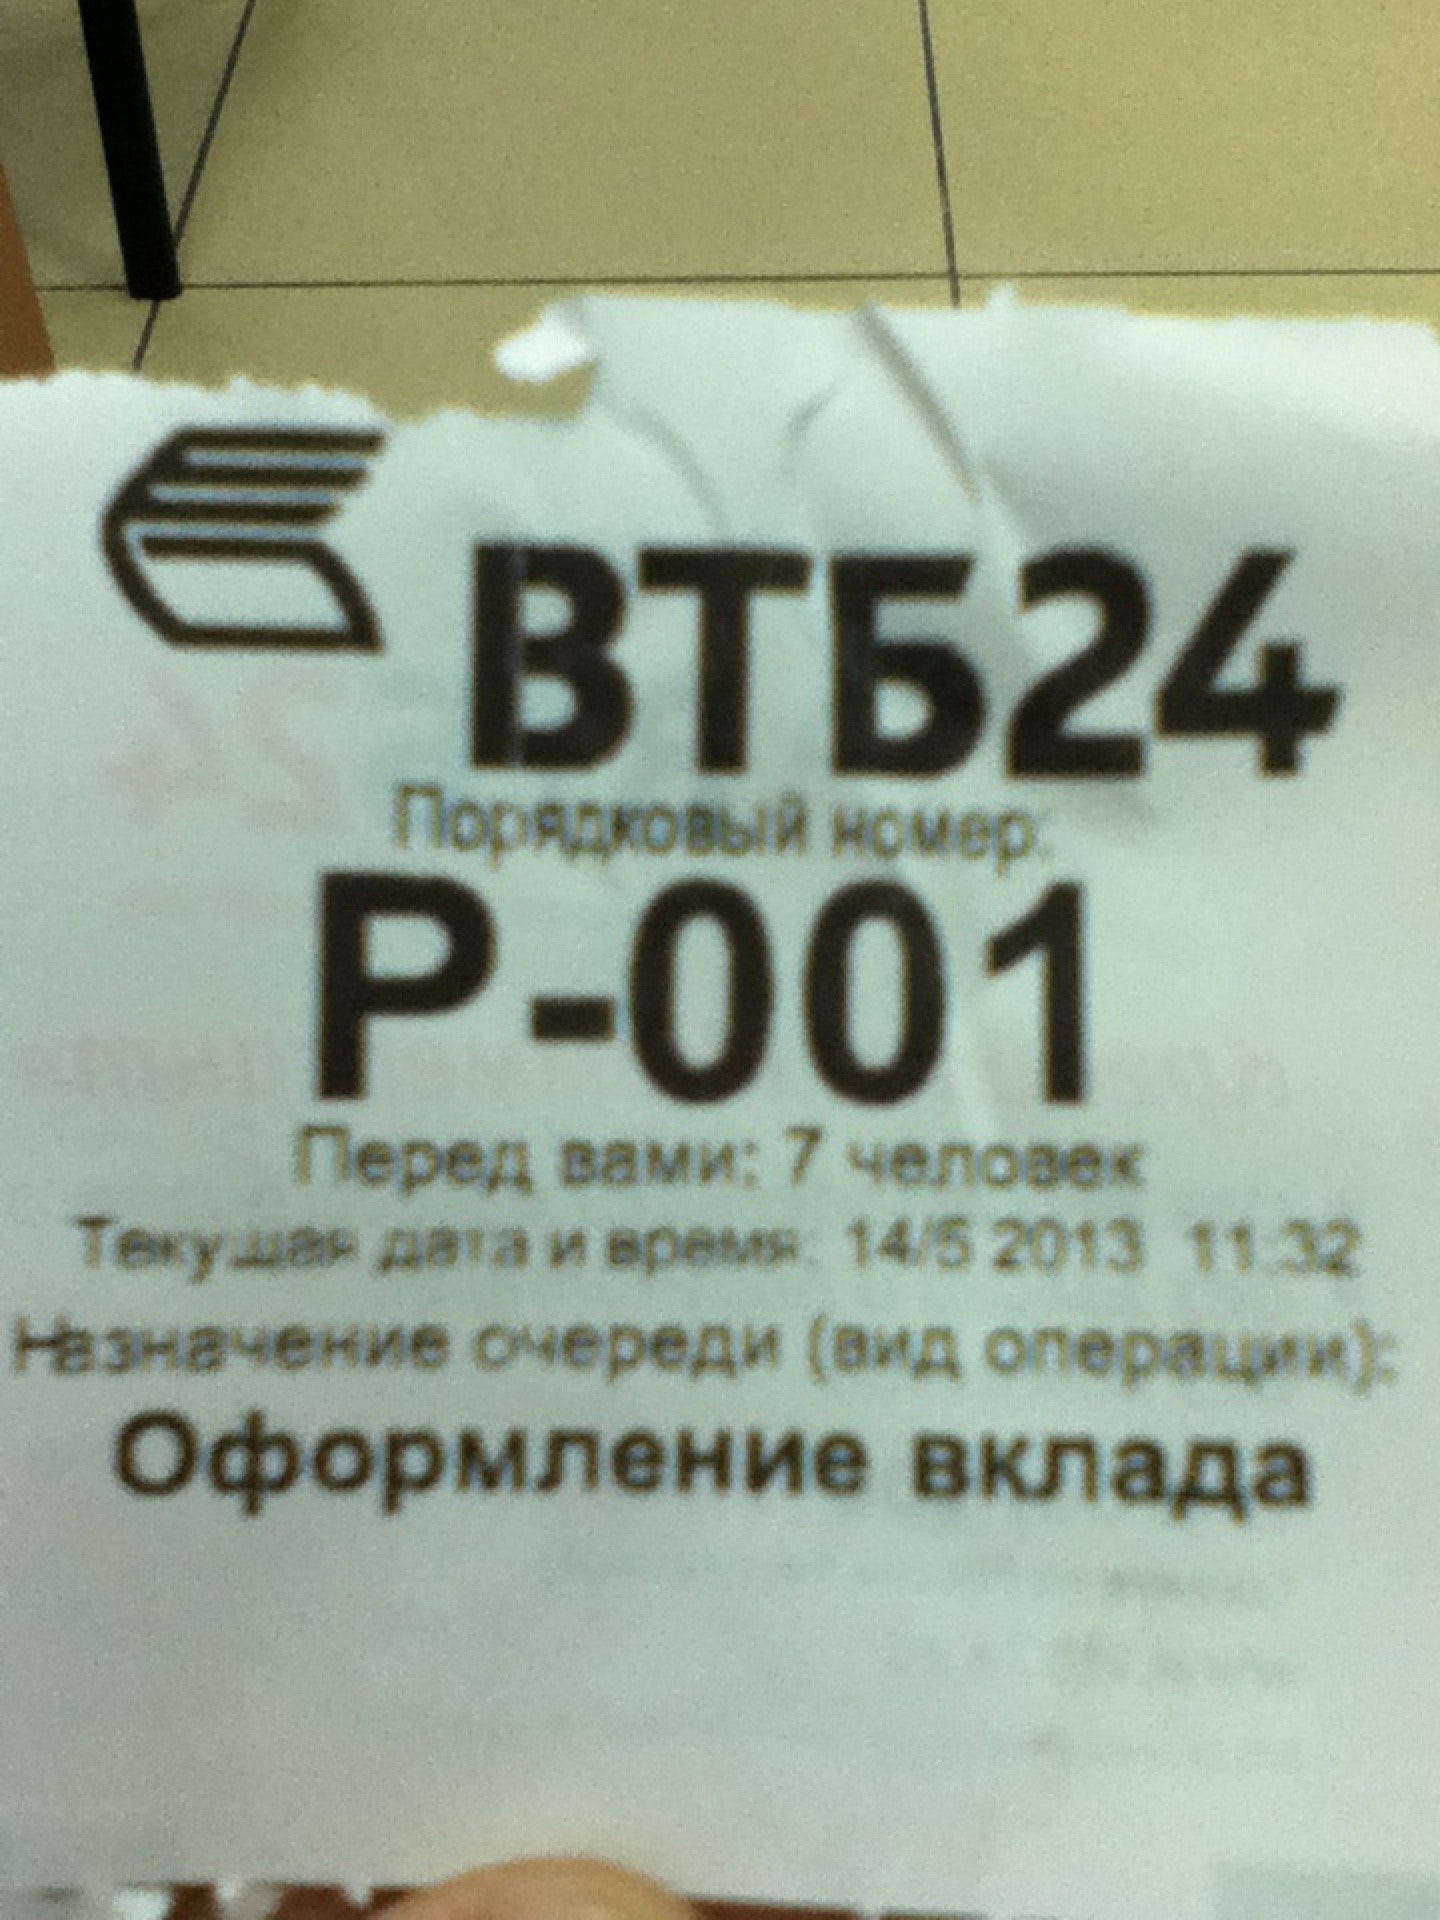 ВТБ24
Порядковый номер:
Р-001
Перед вами: 7 человек
Текущая дата и время: 14/5 2013 11:32
Назначение очереди (вид операции):
Оформление вклада